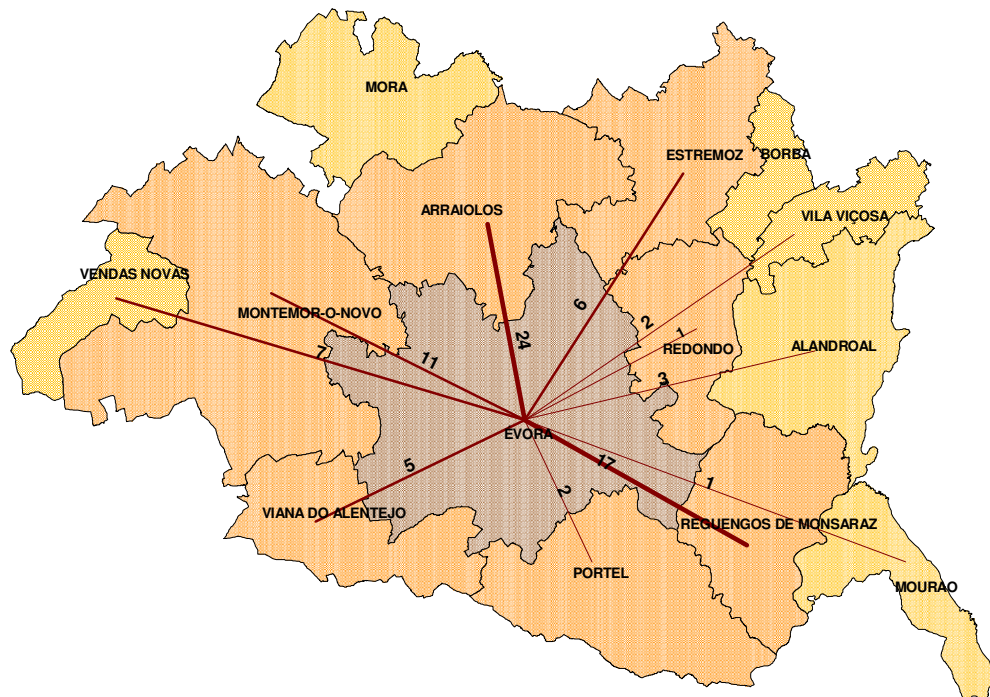 MORA
ESTREMOZ
BORBA
ARRAIOLOS
VILA VIÇOSA
VENDAS NOVAS
MONTEMOR-O-NOVO
6
2
1
24
REDONDO
ALANDROAL
7
11
3
ÉVORA
5
17
1
2
VIANA DO ALENTEJO
REGUENGOS DE MONSARAZ
PORTEL
MOURAO